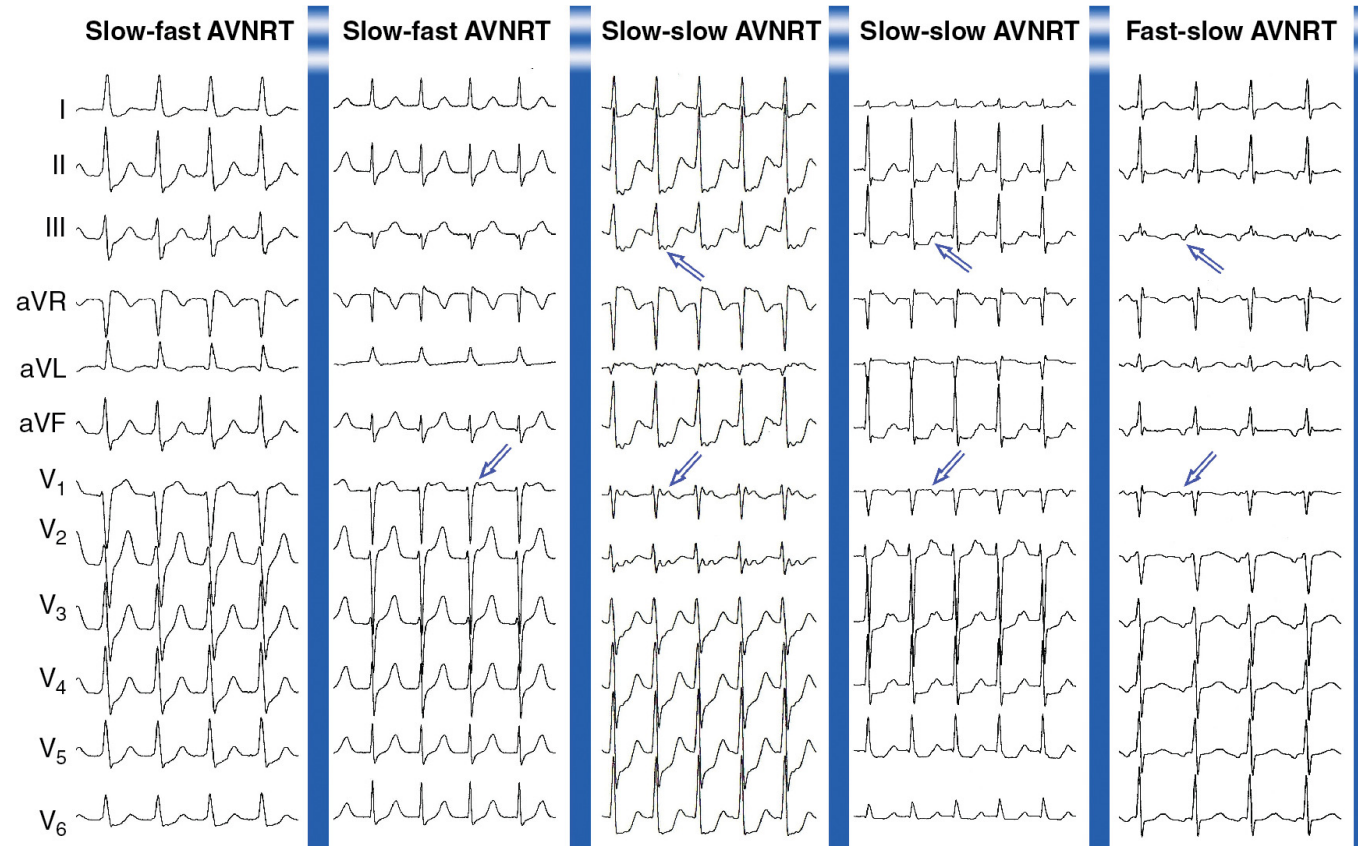 Slow-fast AVNRT Slow-fast AVNRT Slow-slow AVNRT Slow-slow AVNRT Fast-slow AVNRT
I
II
III
aVR
aVL
aVF
V1
V2
V3
V4
V5
V6